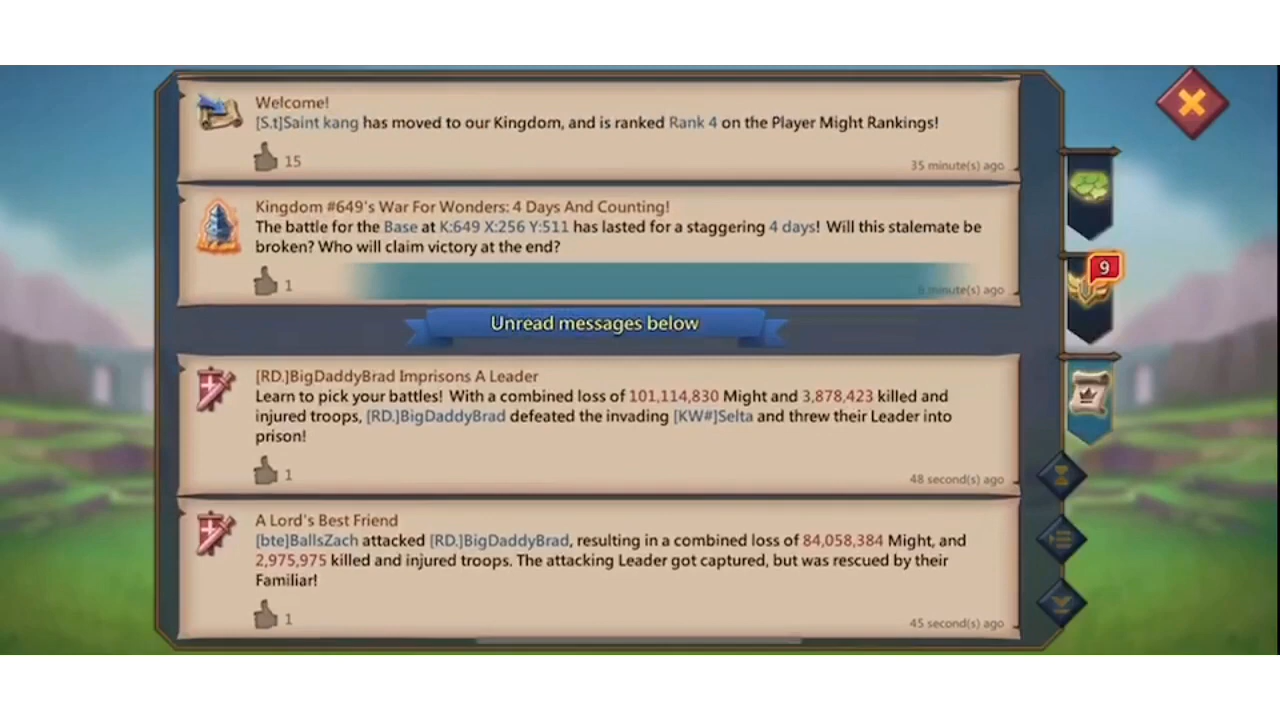 Welcome!
[S.t]Saint kang has moved to our Kingdom, and is ranked Rank 4 on the Player Might Rankings!
15
35 minute(s) ago
Kingdom #649's War For Wonders: 4 Days And Counting!
The battle for the Base at K:649 X:256 Y:511 has lasted for a staggering 4 days! Will this stalemate be
broken? Who will claim victory at the end?
1
minute(s) ago
9
Unread messages below
[RD.]BigDaddyBrad Imprisons A Leader
Learn to pick your battles! With a combined loss of 101,114,830 Might and 3,878,423 killed and
injured troops, [RD.]BigDaddyBrad defeated the invading [KW#]Selta and threw their Leader into
prison!
1
48 second(s) ago
A Lord's Best Friend
[bte]BallsZach attacked [RD.]BigDaddyBrad, resulting in a combined loss of 84,058,384 Might, and
2,975,975 killed and injured troops. The attacking Leader got captured, but was rescued by their
Familiar!
1
45 second(s) ago